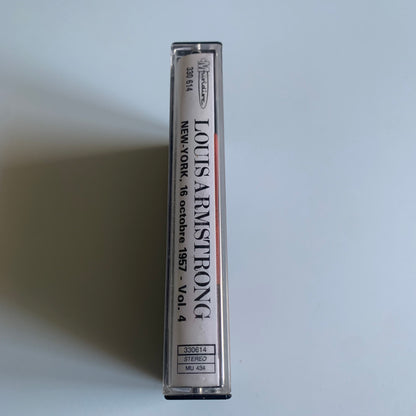 330 614
LOUIS ARMSTRONG
NEW-YORK, 16 octobre 1957 - Vol. 4
330614
STEREO
MU 434